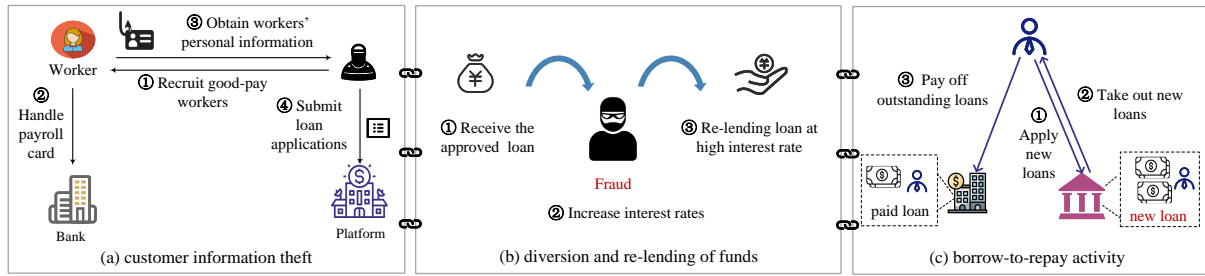 ③ Obtain workers'
personal information
Worker
① Recruit good-pay
workers
②
Handle
payroll
card
④ Submit
loan
applications
Bank
Platform
(a) customer information theft
¥
① Receive the
approved loan
Fraud
② Increase interest rates
¥
③ Re-lending loan at
high interest rate
(b) diversion and re-lending of funds
③ Pay off
outstanding loans
①
Apply
new
loans
② Take out new
loans
paid loan
new loan
(c) borrow-to-repay activity